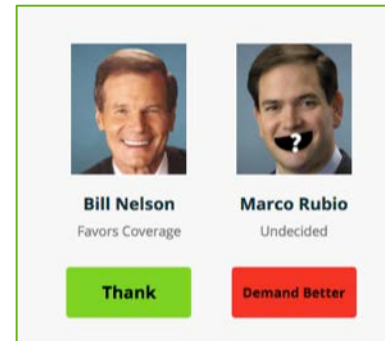 ?
Bill Nelson
Marco Rubio
Favors Coverage
Undecided
Thank
Demand Better